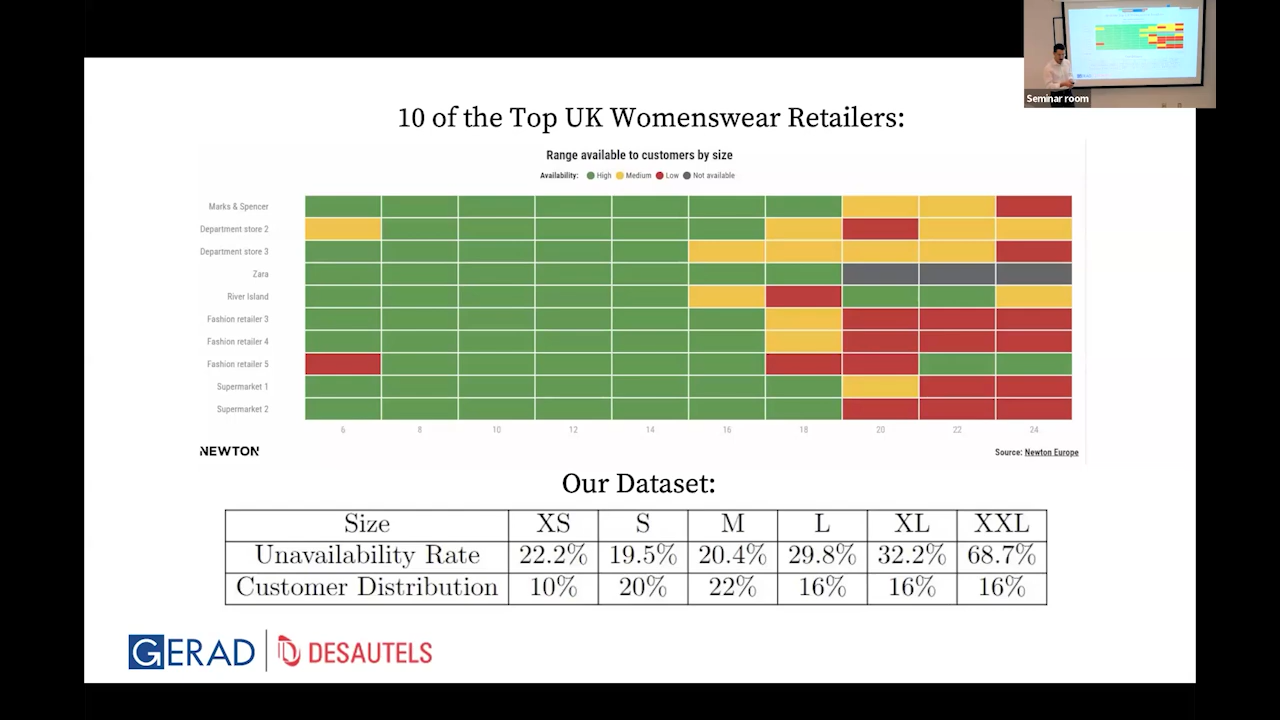 Seminar room
10 of the Top UK Womenswear Retailers:
Range available to customers by size
Availability: High Medium Low Not available
Marks & Spencer
Department store 2
Department store 3
Zara
River Island
Fashion retailer 3
Fashion retailer 4
Fashion retailer 5
Supermarket 1
Supermarket 2
6 8 10 12 14 16 18 20 22 24
NEWTON
Source: Newton Europe
Our Dataset:
Size XS S M L XL XXL
Unavailability Rate 22.2% 19.5% 20.4% 29.8% 32.2% 68.7%
Customer Distribution 10% 20% 22% 16% 16% 16%
GERAD DESAUTELS